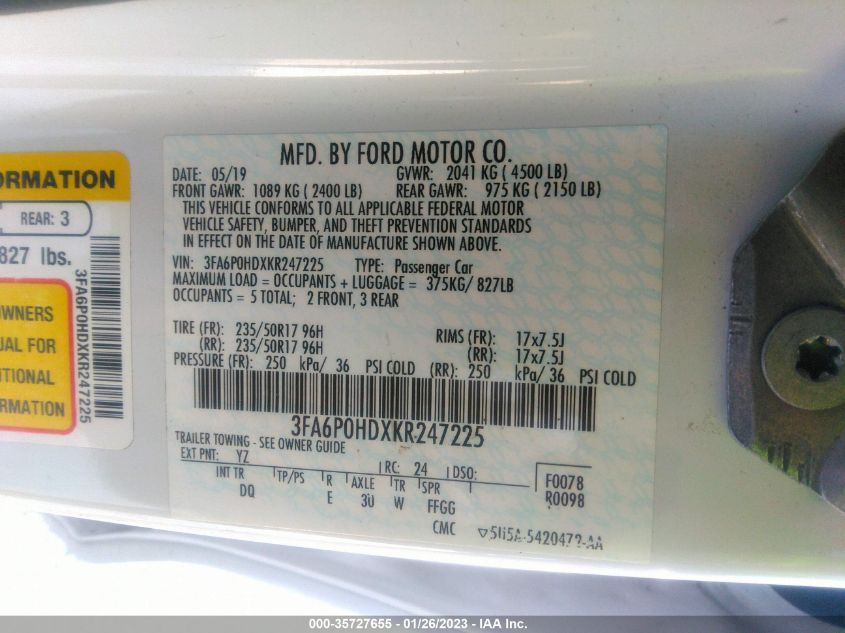 ORMATION
REAR: 3
827 lbs.
OWNERS
UAL FOR
ITIONAL
ORMATION
3FA6P0HDXKR247225
MFD. BY FORD MOTOR CO.
DATE: 05/19 GVWR: 2041 KG ( 4500 LB)
FRONT GAWR: 1089 KG ( 2400 LB) REAR GAWR: 975 KG ( 2150 LB)
THIS VEHICLE CONFORMS TO ALL APPLICABLE FEDERAL MOTOR
VEHICLE SAFETY, BUMPER, AND THEFT PREVENTION STANDARDS
IN EFFECT ON THE DATE OF MANUFACTURE SHOWN ABOVE.
VIN: 3FA6P0HDXKR247225 TYPE: Passenger Car
MAXIMUM LOAD = OCCUPANTS + LUGGAGE = 375KG/ 827LB
OCCUPANTS = 5 TOTAL; 2 FRONT, 3 REAR
TIRE (FR): 235/50R17 96H RIMS (FR): 17x7.5J
(RR): 235/50R17 96H (RR): 17x7.5J
PRESSURE (FR): 250 kPa/ 36 PSI COLD (RR): 250 kPa/ 36 PSI COLD
3FA6P0HDXKR247225
TRAILER TOWING - SEE OWNER GUIDE
EXT PNT: YZ RC: 24 DSO:
INT TR TP/PS R AXLE TR SPR F0078
DQ E 3U W FFGG R0098
CMC
000-35727655 - 01/26/2023 - IAA Inc.